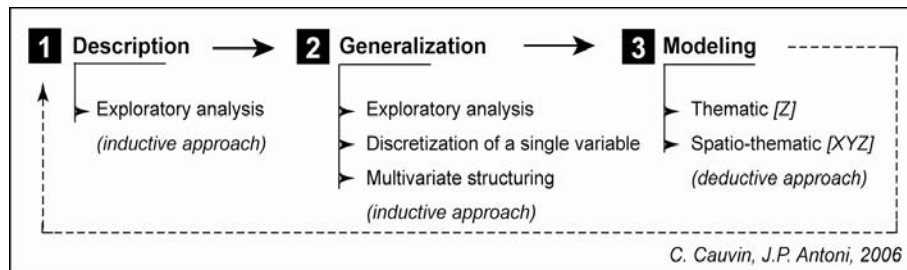 1 Description
Exploratory analysis
(inductive approach)
2 Generalization
Exploratory analysis
Discretization of a single variable
Multivariate structuring
(inductive approach)
3 Modeling
Thematic [Z]
Spatio-thematic [XYZ]
(deductive approach)
C. Cauvin, J.P. Antoni, 2006